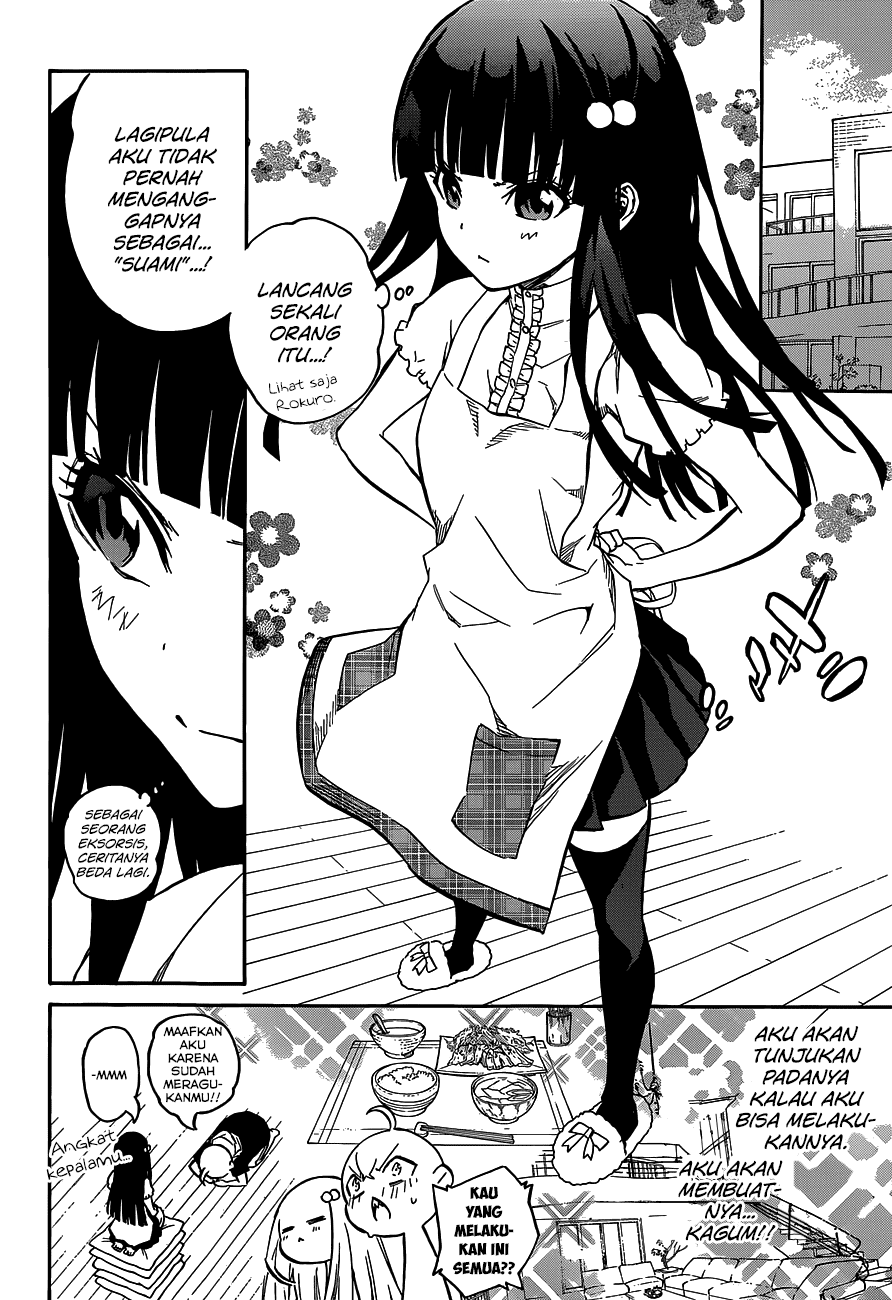 LANCANG
SEKALI
ORANG
ITU...!
Lihat saja
Rokuro.
LAGIPULA
AKU TIDAK
PERNAH
MENGANG-
GAPNYA
SEBAGAI...
"SUAMI"...!
SEBAGAI
SEORANG
EKSORSIS,
CERITANYA
BEDA LAGI.
AKU AKAN
TUNJUKAN
PADANYA
KALAU AKU
BISA MELAKU-
KANNYA.
AKU AKAN
MEMBUAT-
NYA...
KAGUM!!
KAU
YANG
MELAKU-
KAN INI
SEMUA??
MAAFKAN
AKU
KARENA
SUDAH
MERAGU-
KANMU!!
-MMM
Angkat
kepalamu...